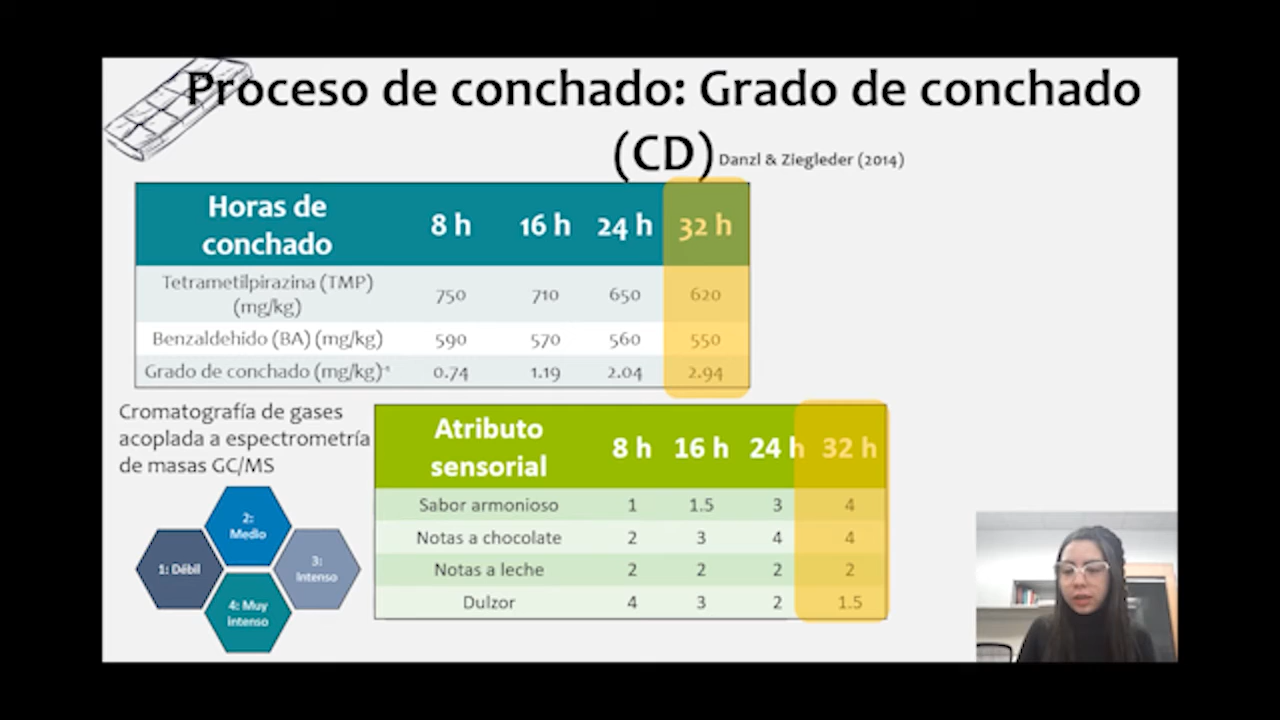 Proceso de conchado: Grado de conchado
(CD) Danzl & Ziegleder (2014)
Horas de
conchado
8 h 16 h 24 h 32 h
Tetrametilpirazina (TMP)
(mg/kg)
750 710 650 620
Benzaldehido (BA) (mg/kg) 590 570 560 550
Grado de conchado (mg/kg)⁻¹ 0.74 1.19 2.04 2.94
Cromatografía de gases
acoplada a espectrometría
de masas GC/MS
Atributo
sensorial
8 h 16 h 24 h 32 h
Sabor armonioso 1 1.5 3 4
Notas a chocolate 2 3 4 4
Notas a leche 2 2 2 2
Dulzor 4 3 2 1.5
1: Débil
2:
Medio
3:
Intenso
4: Muy
intenso